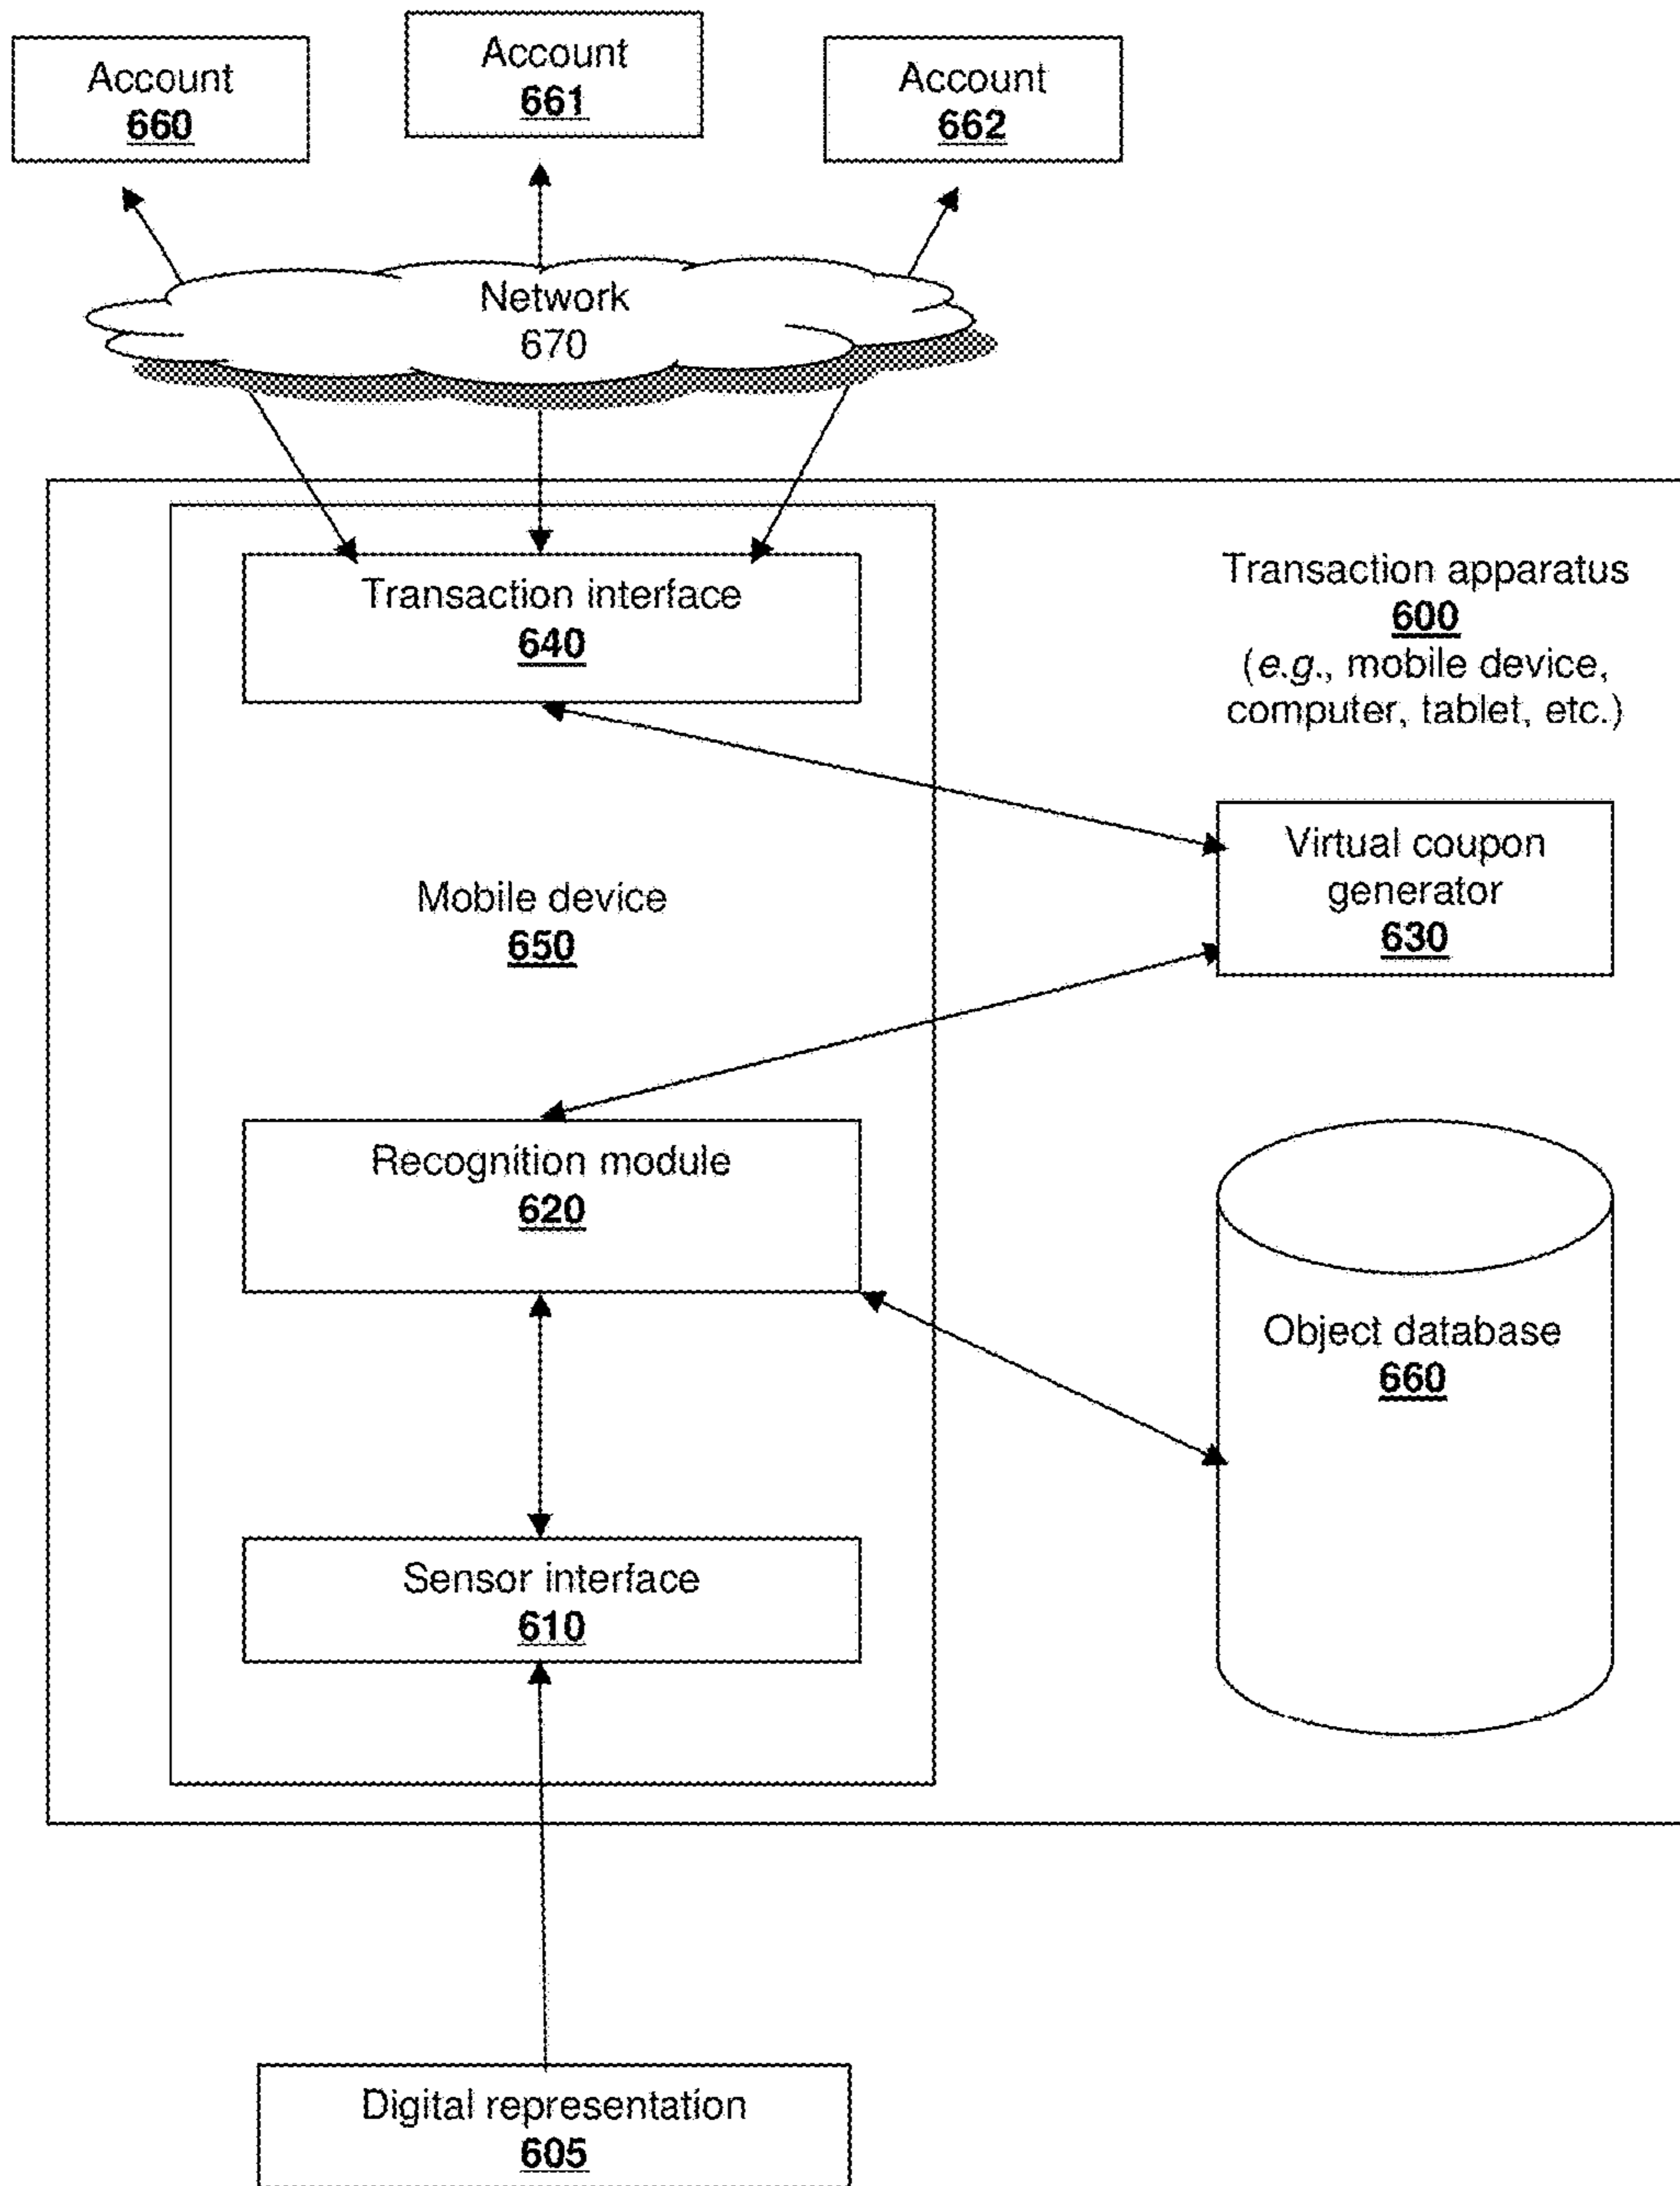 Account
660
Account
661
Account
662
Network
670
Transaction interface
640
Transaction apparatus
600
(e.g., mobile device,
computer, tablet, etc.)
Virtual coupon
generator
630
Mobile device
650
Recognition module
620
Object database
660
Sensor interface
610
Digital representation
605